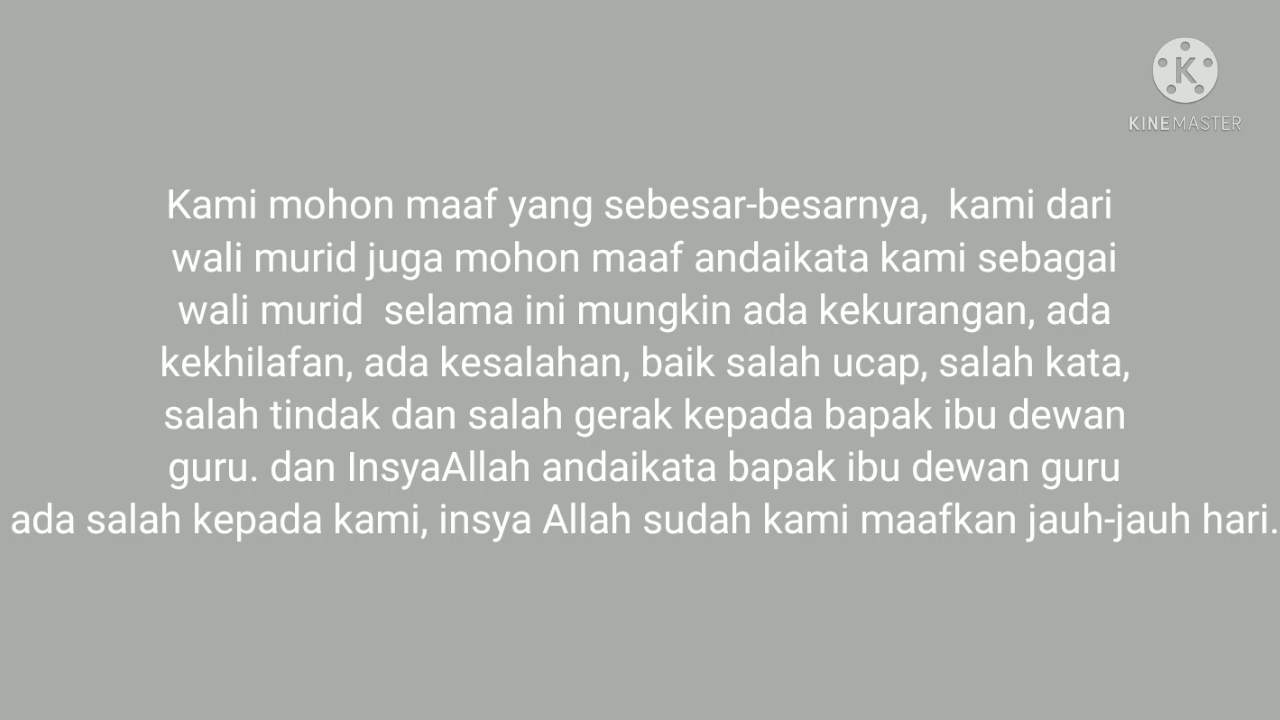 KINEMASTER
Kami mohon maaf yang sebesar-besarnya,  kami dari
wali murid juga mohon maaf andaikata kami sebagai
wali murid  selama ini mungkin ada kekurangan, ada
kekhilafan, ada kesalahan, baik salah ucap, salah kata,
salah tindak dan salah gerak kepada bapak ibu dewan
guru. dan InsyaAllah andaikata bapak ibu dewan guru
ada salah kepada kami, insya Allah sudah kami maafkan jauh-jauh hari.